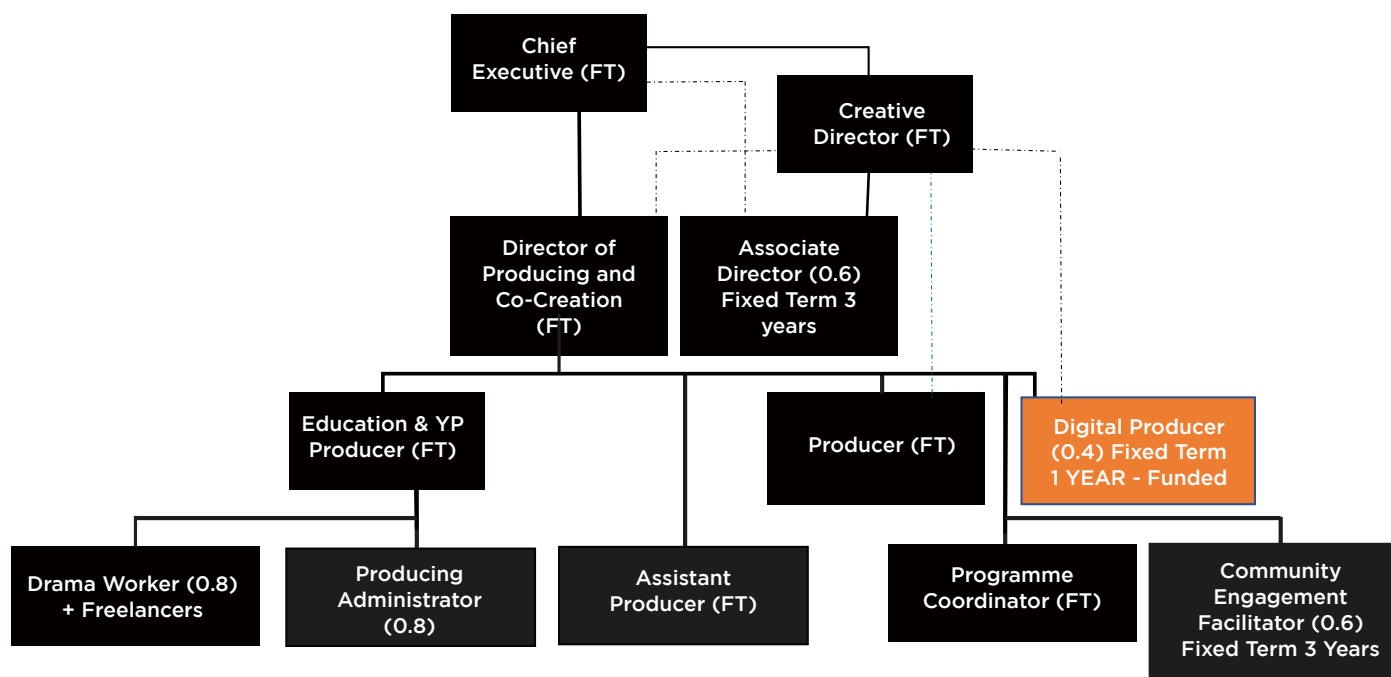 Chief
Executive (FT)
Creative
Director (FT)
Director of
Producing and
Co-Creation
(FT)
Associate
Director (0.6)
Fixed Term 3
years
Education & YP
Producer (FT)
Producer (FT)
Digital Producer
(0.4) Fixed Term
1 YEAR - Funded
Drama Worker (0.8)
+ Freelancers
Producing
Administrator
(0.8)
Assistant
Producer (FT)
Programme
Coordinator (FT)
Community
Engagement
Facilitator (0.6)
Fixed Term 3 Years